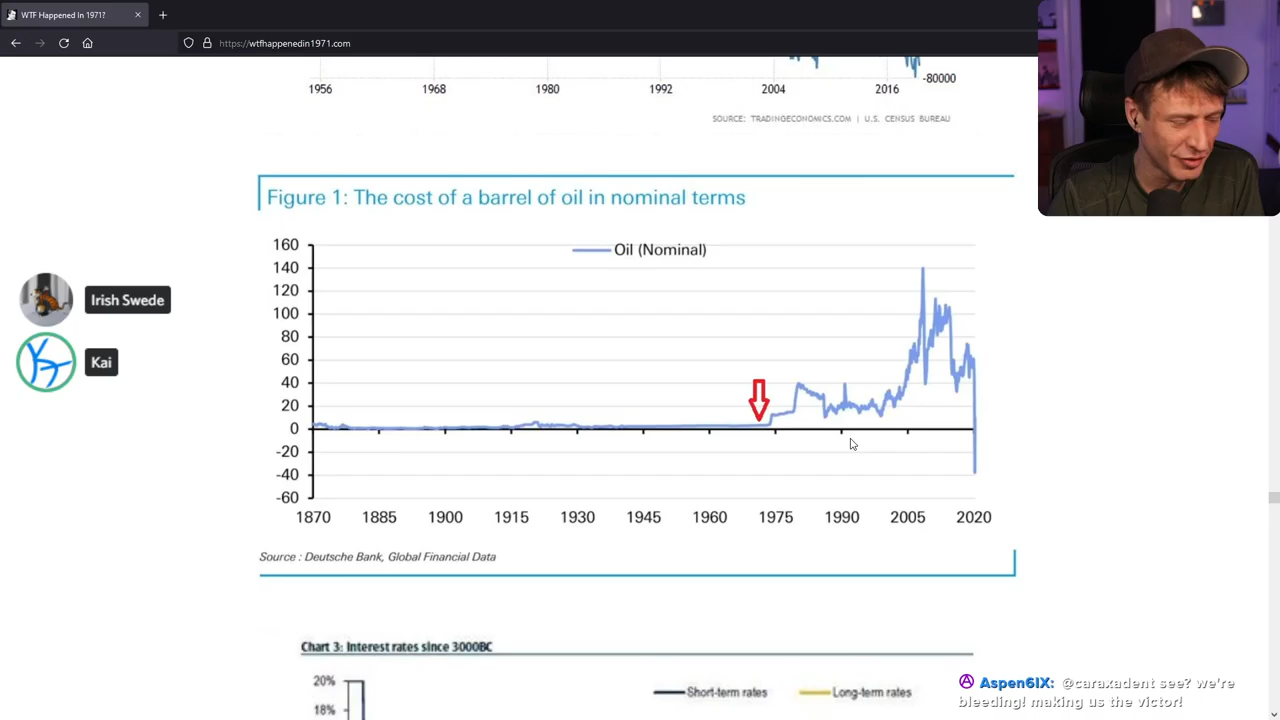 WTF Happened In 1971?
https://wtfhappenedin1971.com
-80000
1956 1968 1980 1992 2004 2016
SOURCE: TRADINGECONOMICS.COM | U.S. CENSUS BUREAU
Figure 1: The cost of a barrel of oil in nominal terms
Oil (Nominal)
160
140
120
100
80
60
40
20
0
-20
-40
-60
1870 1885 1900 1915 1930 1945 1960 1975 1990 2005 2020
Source : Deutsche Bank, Global Financial Data
Irish Swede
Kai
Chart 3: Interest rates since 3000BC
20%
18%
Short-term rates Long-term rates
Aspen6IX: @caraxadent see? we're
bleeding! making us the victor!